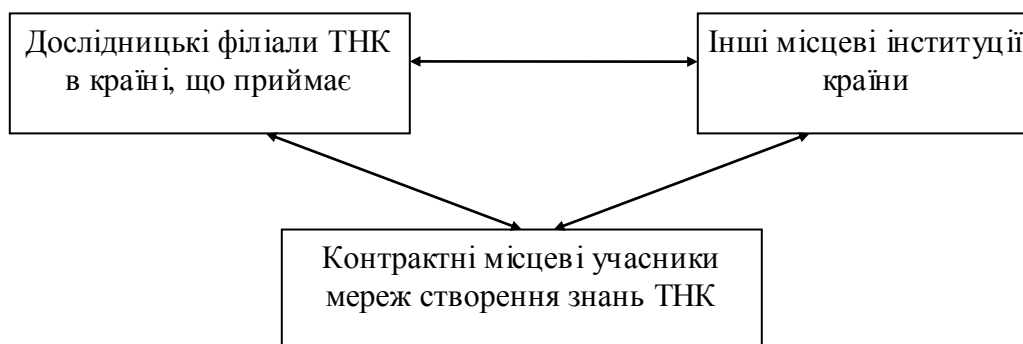 Дослідницькі філіали ТНК
в країні, що приймає
Інші місцеві інституції
країни
Контрактні місцеві учасники
мереж створення знань ТНК